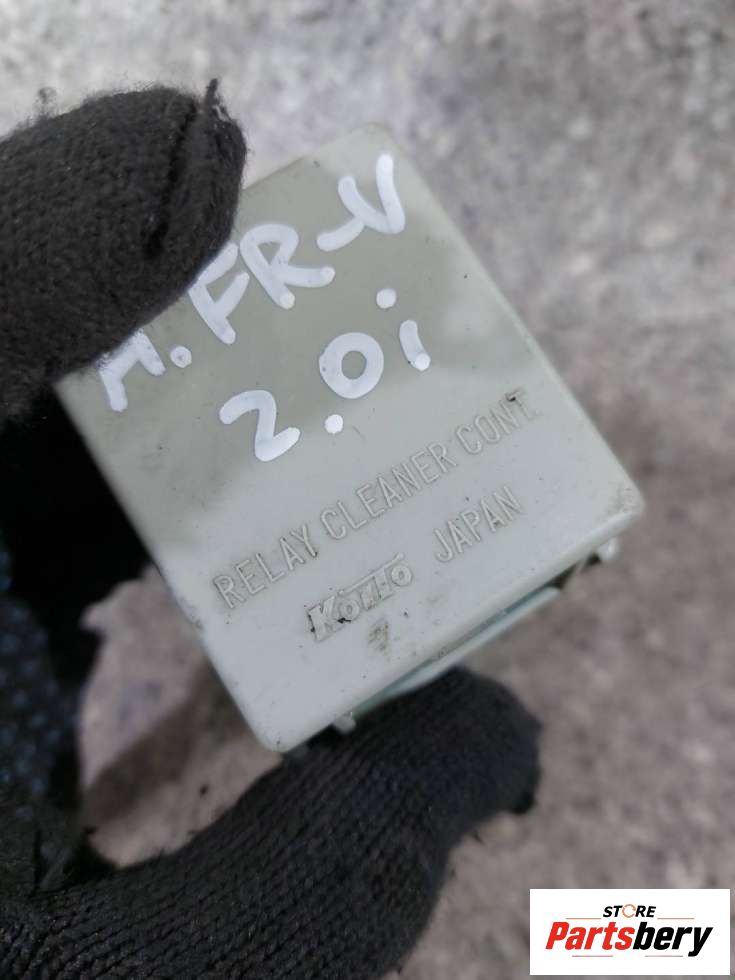 H. FR-V
2.0i
RELAY CLEANER CONT.
KOITO JAPAN
STORE
Partsbery